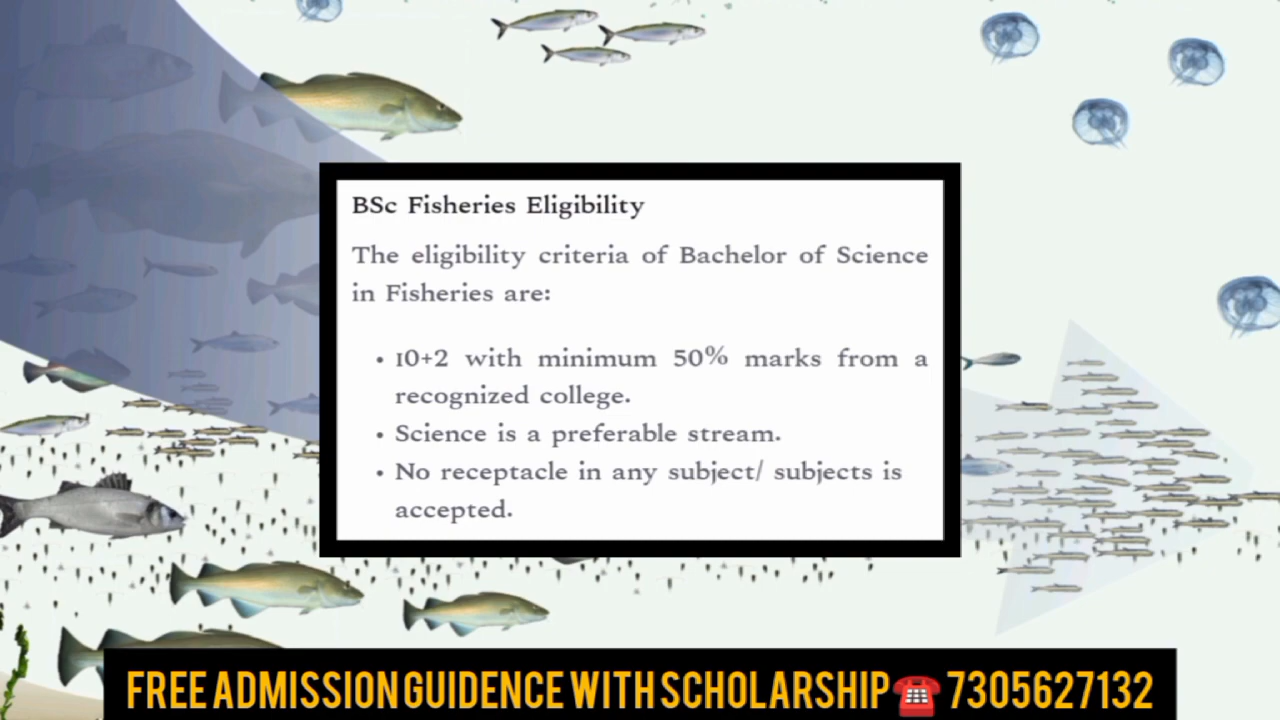 BSc Fisheries Eligibility
The eligibility criteria of Bachelor of Science
in Fisheries are:
• 10+2 with minimum 50% marks from a
recognized college.
• Science is a preferable stream.
• No receptacle in any subject/ subjects is
accepted.
FREE ADMISSION GUIDENCE WITH SCHOLARSHIP ☎ 7305627132